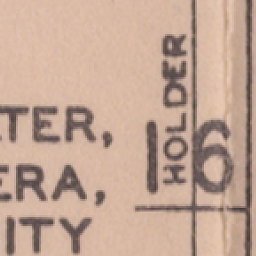 TER,
ERA,
ITY
HOLDER
16